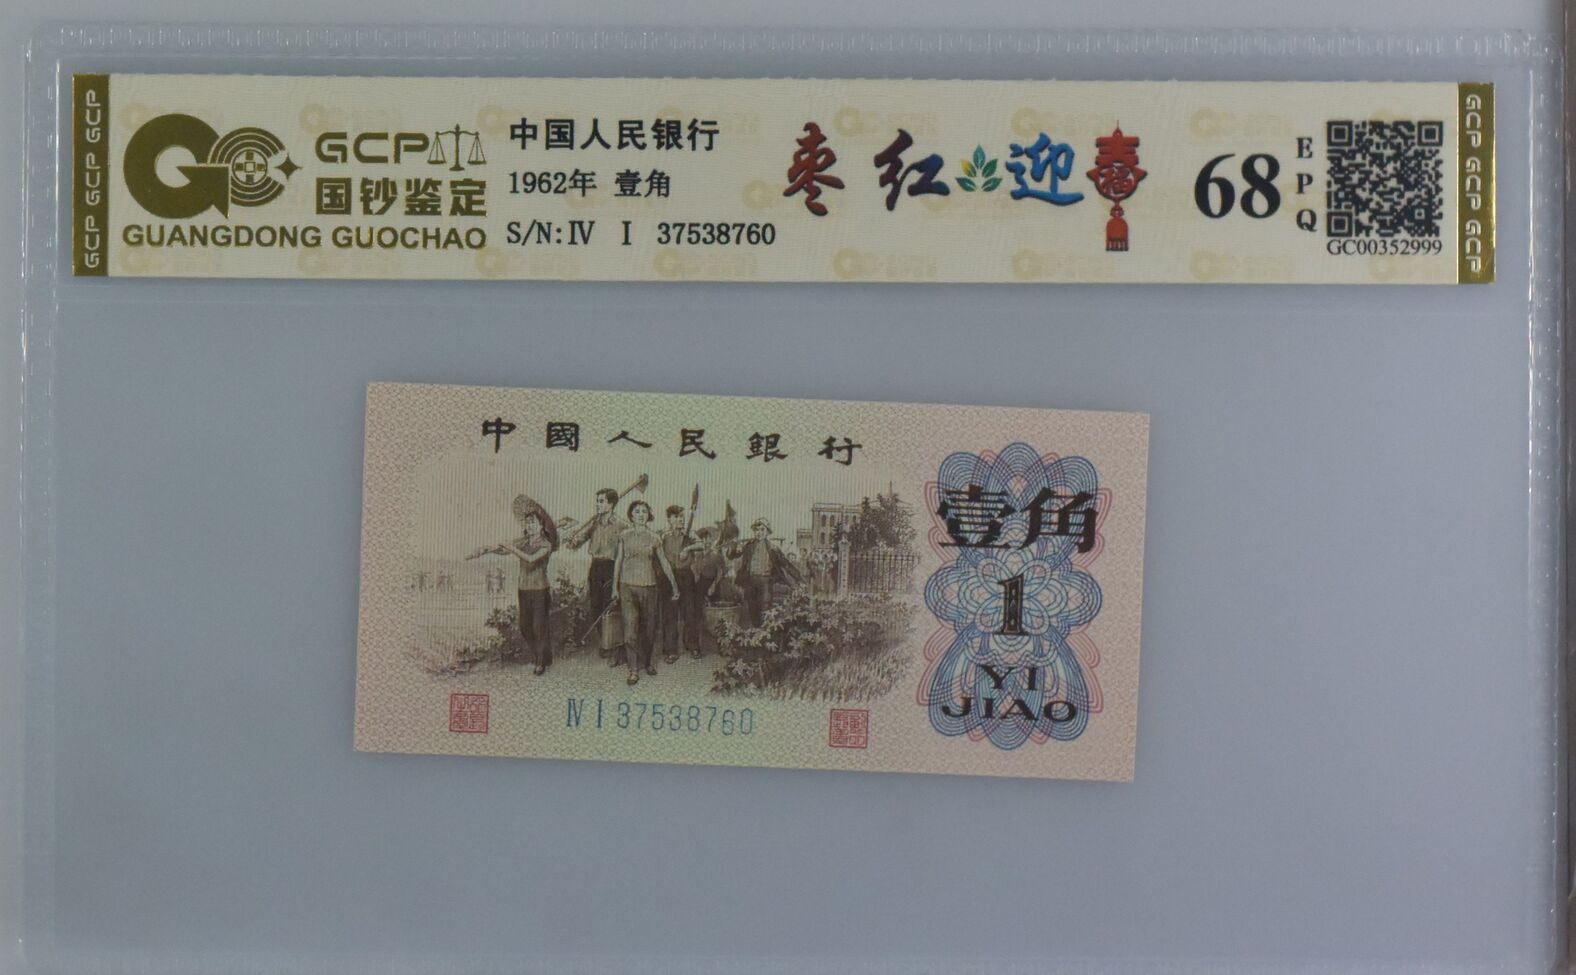 GCP GCP GCP
GCP
国钞鉴定
GUANGDONG GUOCHAO
中国人民银行
1962年 壹角
S/N:Ⅳ Ⅰ 37538760
枣红迎春
福
68
EPQ
GC00352999
GCP GCP GCP
中國人民銀行
壹角
1
YI
JIAO
Ⅳ Ⅰ 37538760